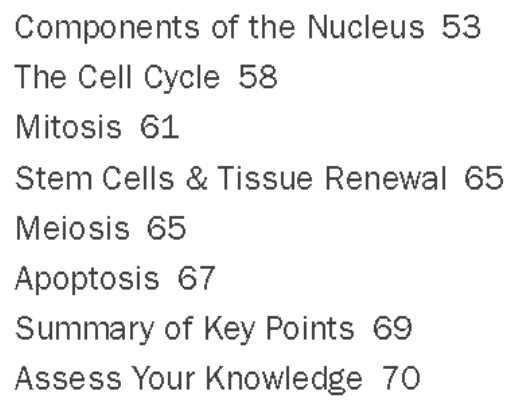 Components of the Nucleus 53
The Cell Cycle 58
Mitosis 61
Stem Cells & Tissue Renewal 65
Meiosis 65
Apoptosis 67
Summary of Key Points 69
Assess Your Knowledge 70